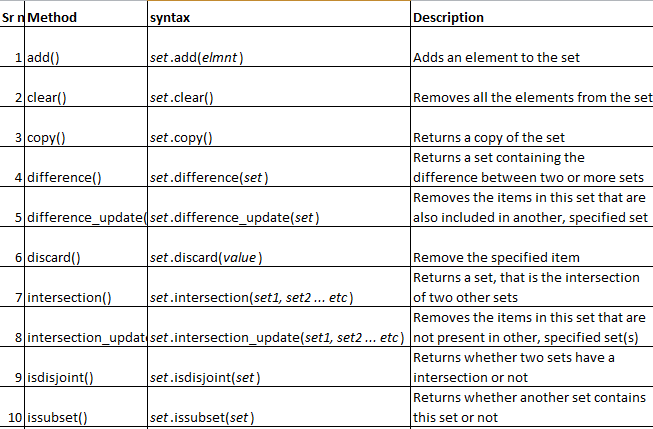 Sr n Method syntax Description
1 add() set.add(elmnt) Adds an element to the set
2 clear() set.clear() Removes all the elements from the set
3 copy() set.copy() Returns a copy of the set
4 difference() set.difference(set) Returns a set containing the
difference between two or more sets
5 difference_update( set.difference_update(set) Removes the items in this set that are
also included in another, specified set
6 discard() set.discard(value) Remove the specified item
7 intersection() set.intersection(set1, set2 ... etc) Returns a set, that is the intersection
of two other sets
8 intersection_updat set.intersection_update(set1, set2 ... etc) Removes the items in this set that are
not present in other, specified set(s)
9 isdisjoint() set.isdisjoint(set) Returns whether two sets have a
intersection or not
10 issubset() set.issubset(set) Returns whether another set contains
this set or not